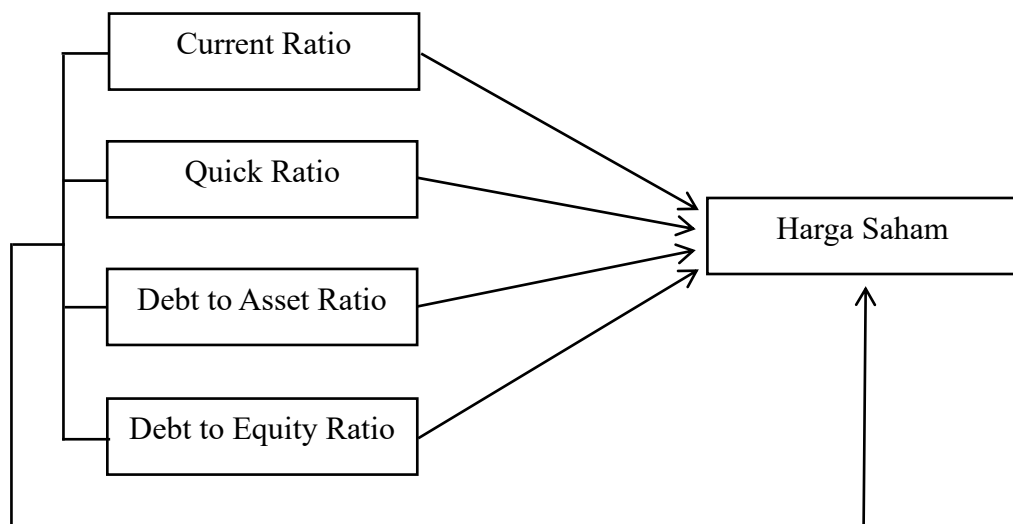 Current Ratio
Quick Ratio
Harga Saham
Debt to Asset Ratio
Debt to Equity Ratio